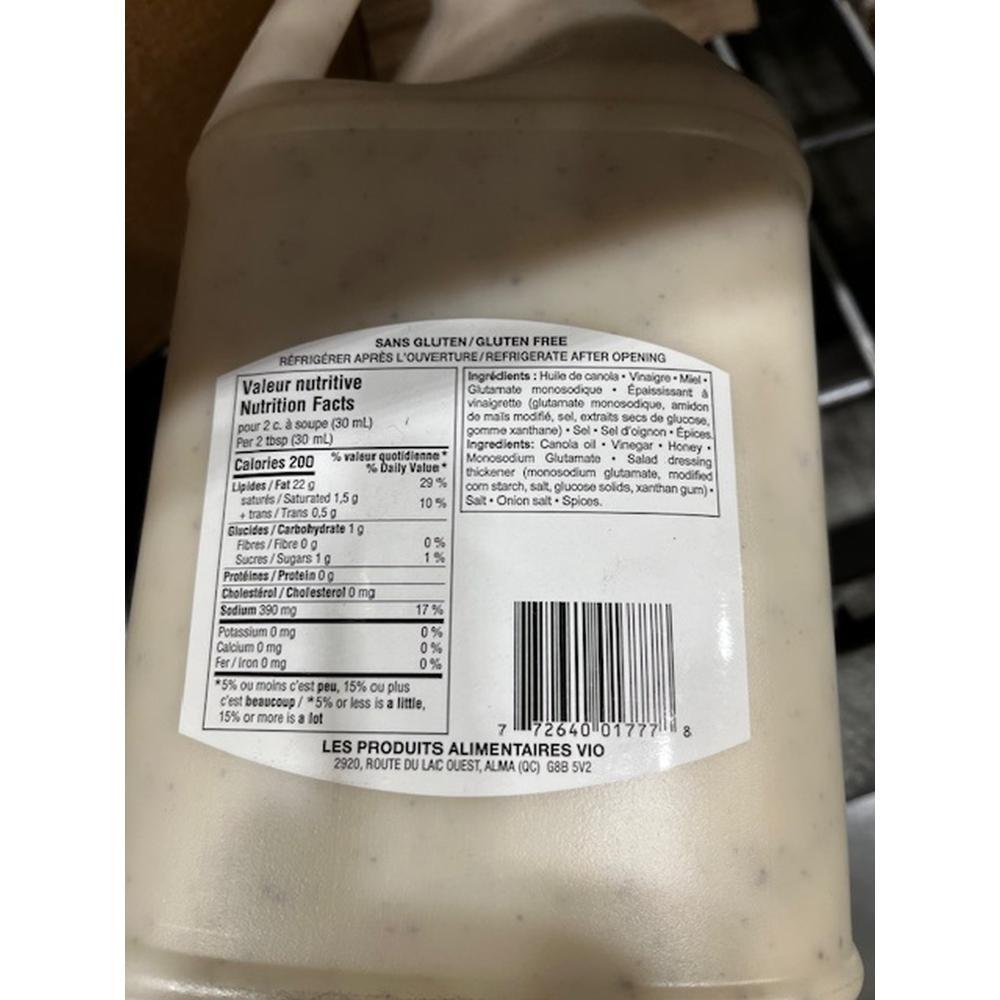 SANS GLUTEN / GLUTEN FREE
RÉFRIGÉRER APRÈS L'OUVERTURE / REFRIGERATE AFTER OPENING
Valeur nutritive
Nutrition Facts
pour 2 c. à soupe (30 mL)
Per 2 tbsp (30 mL)
Calories 200 % valeur quotidienne *
% Daily Value *
Lipides / Fat 22 g 29 %
saturés / Saturated 1,5 g
+ trans / Trans 0,5 g 10 %
Glucides / Carbohydrate 1 g
Fibres / Fibre 0 g 0 %
Sucres / Sugars 1 g 1 %
Protéines / Protein 0 g
Cholestérol / Cholesterol 0 mg
Sodium 390 mg 17 %
Potassium 0 mg 0 %
Calcium 0 mg 0 %
Fer / Iron 0 mg 0 %
*5% ou moins c'est peu, 15% ou plus
c'est beaucoup / *5% or less is a little,
15% or more is a lot
Ingrédients : Huile de canola • Vinaigre • Miel •
Glutamate monosodique • Épaississant à
vinaigrette (glutamate monosodique, amidon
de maïs modifié, sel, extraits secs de glucose,
gomme xanthane) • Sel • Sel d'oignon • Épices.
Ingredients: Canola oil • Vinegar • Honey •
Monosodium Glutamate • Salad dressing
thickener (monosodium glutamate, modified
corn starch, salt, glucose solids, xanthan gum) •
Salt • Onion salt • Spices.
7 72640 01777 8
LES PRODUITS ALIMENTAIRES VIO
2920, ROUTE DU LAC OUEST, ALMA (QC) G8B 5V2